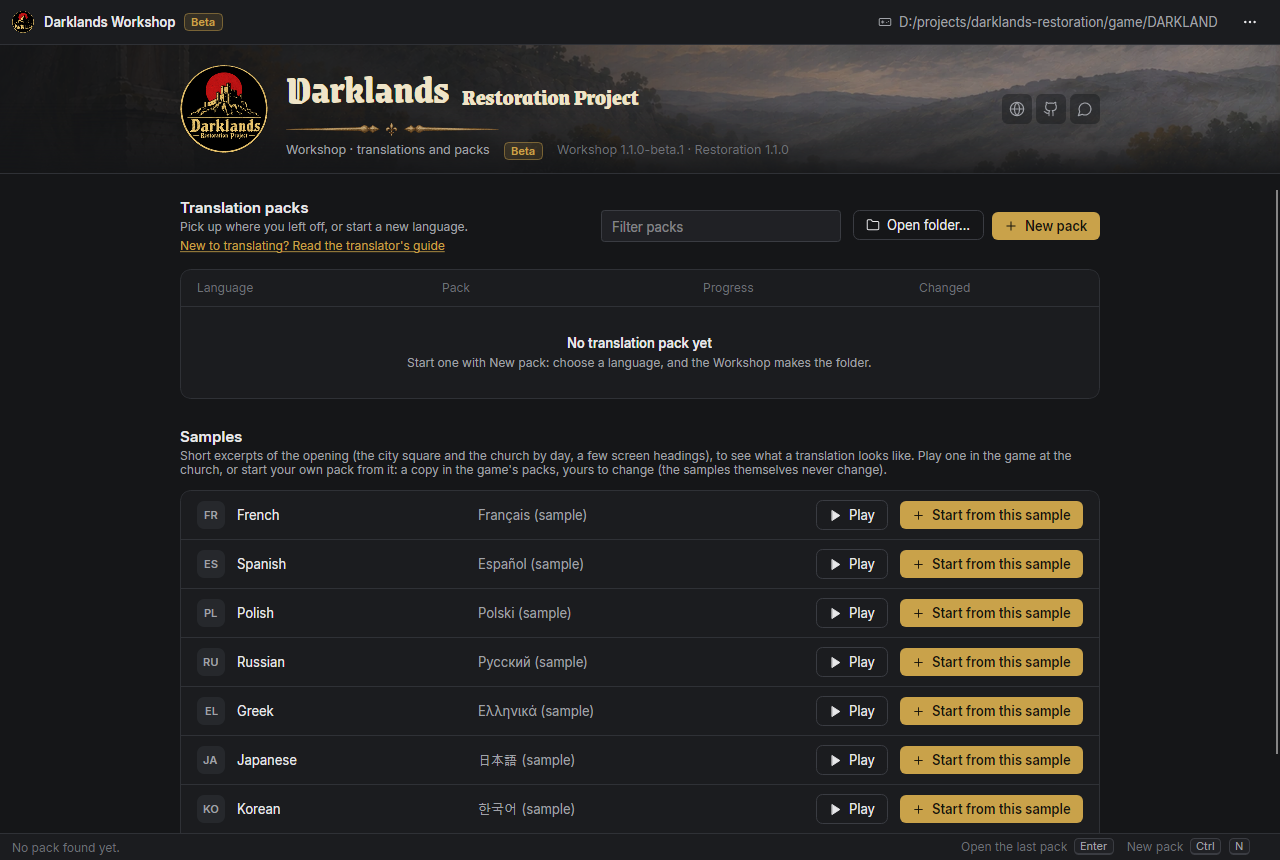 Darklands Workshop Beta
D:/projects/darklands-restoration/game/DARKLAND
Darklands Restoration Project
Darklands
Restoration Project
Workshop · translations and packs Beta Workshop 1.1.0-beta.1 · Restoration 1.1.0
Translation packs
Pick up where you left off, or start a new language.
New to translating? Read the translator's guide
Filter packs
Open folder...
New pack
Language Pack Progress Changed
No translation pack yet
Start one with New pack: choose a language, and the Workshop makes the folder.
Samples
Short excerpts of the opening (the city square and the church by day, a few screen headings), to see what a translation looks like. Play one in the game at the
church, or start your own pack from it: a copy in the game's packs, yours to change (the samples themselves never change).
FR French Français (sample) Play Start from this sample
ES Spanish Español (sample) Play Start from this sample
PL Polish Polski (sample) Play Start from this sample
RU Russian Русский (sample) Play Start from this sample
EL Greek Ελληνικά (sample) Play Start from this sample
JA Japanese 日本語 (sample) Play Start from this sample
KO Korean 한국어 (sample) Play Start from this sample
No pack found yet.
Open the last pack Enter New pack Ctrl N